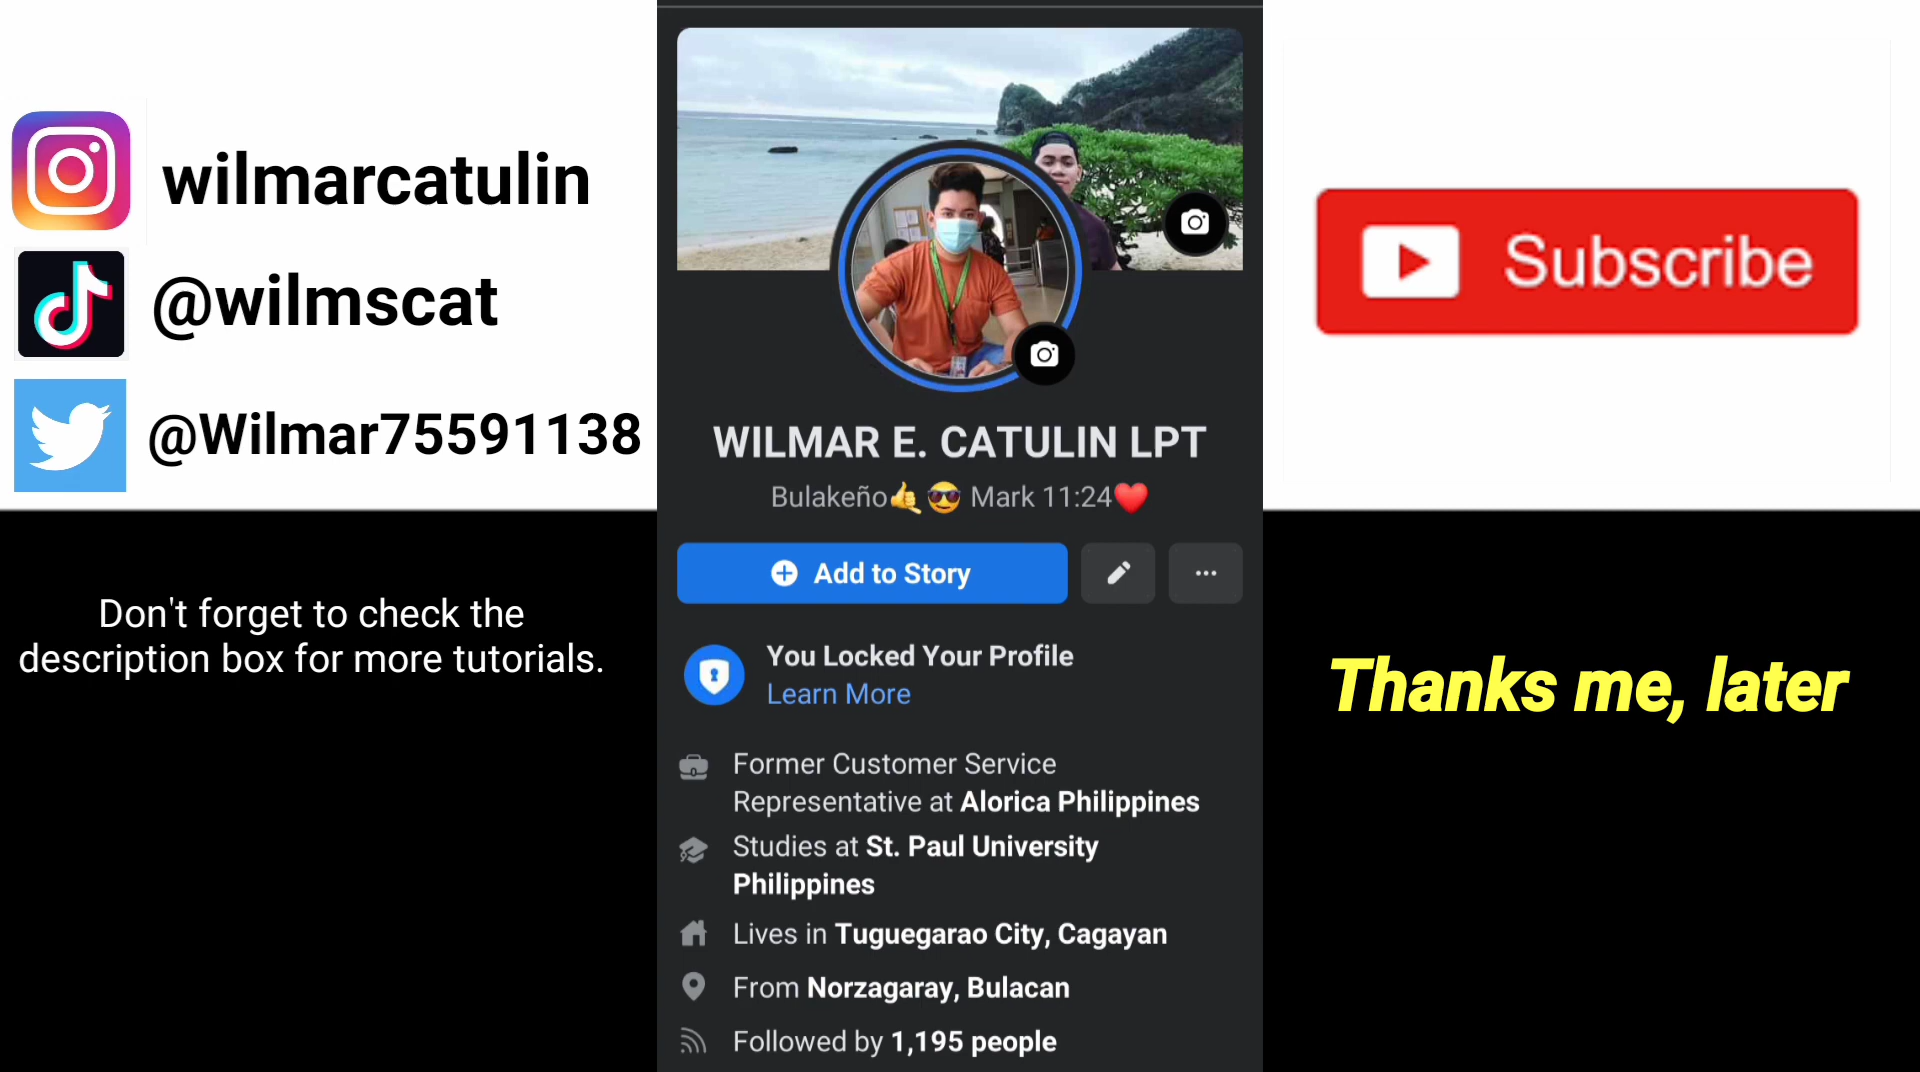 wilmarcatulin
@wilmscat
@Wilmar75591138
Don't forget to check the
description box for more tutorials.
WILMAR E. CATULIN LPT
Bulakeño🤙😎 Mark 11:24❤️
Add to Story
You Locked Your Profile
Learn More
Former Customer Service
Representative at Alorica Philippines
Studies at St. Paul University
Philippines
Lives in Tuguegarao City, Cagayan
From Norzagaray, Bulacan
Followed by 1,195 people
Subscribe
Thanks me, later